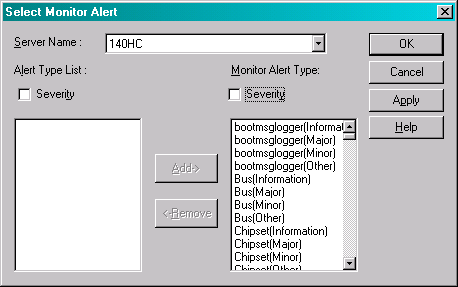 Select Monitor Alert
Server Name : 140HC OK
Alert Type List : Monitor Alert Type: Cancel
Severity Severity Apply
Help
bootmsglogger(Informat
bootmsglogger(Major)
bootmsglogger(Minor)
bootmsglogger(Other)
Bus(Information)
Bus(Major)
Bus(Minor)
Bus(Other)
Chipset(Information)
Chipset(Major)
Chipset(Minor)
Chipset(Other)
Add->
<-Remove